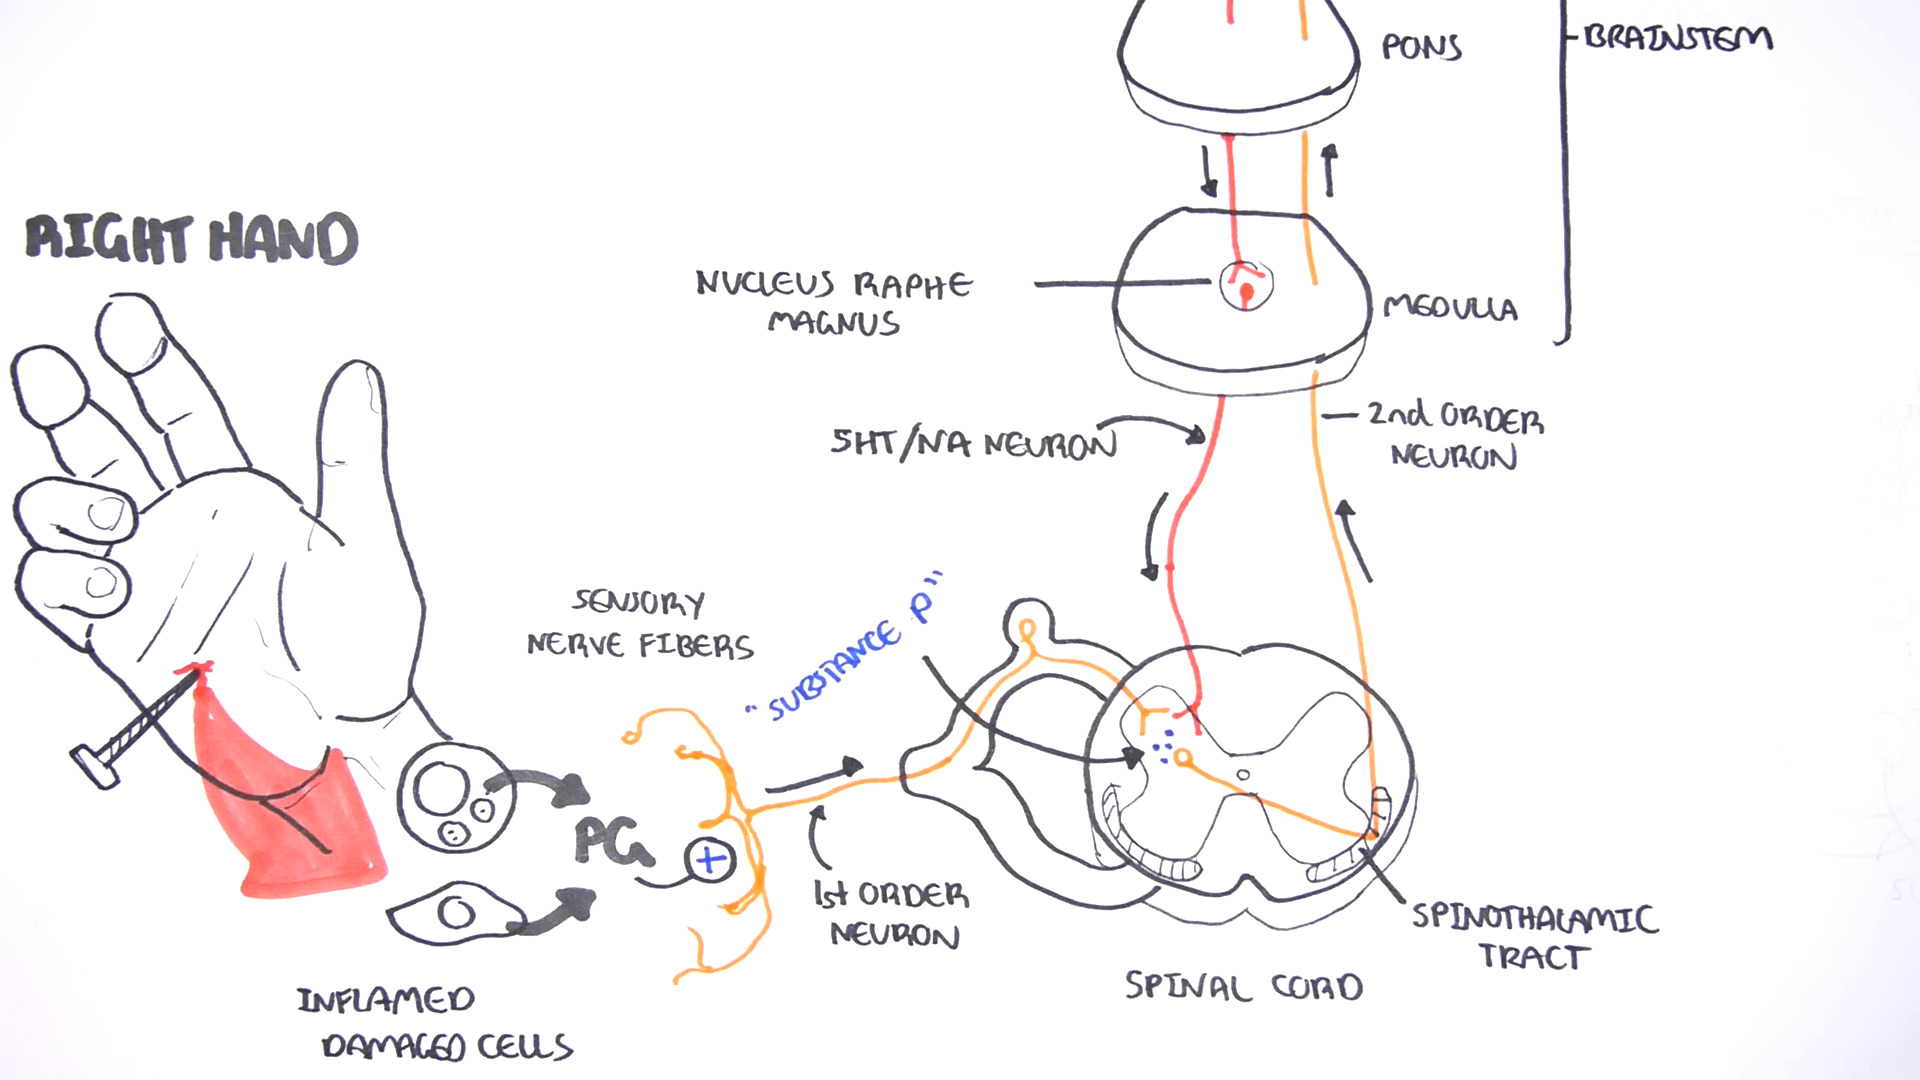 PONS
BRAINSTEM
RIGHT HAND
NUCLEUS RAPHE
MAGNUS
MEDULLA
5HT/NA NEURON
2nd ORDER
NEURON
SENSORY
NERVE FIBERS
"SUBSTANCE P"
PG
+
1st ORDER
NEURON
SPINOTHALAMIC
TRACT
SPINAL CORD
INFLAMED
DAMAGED CELLS